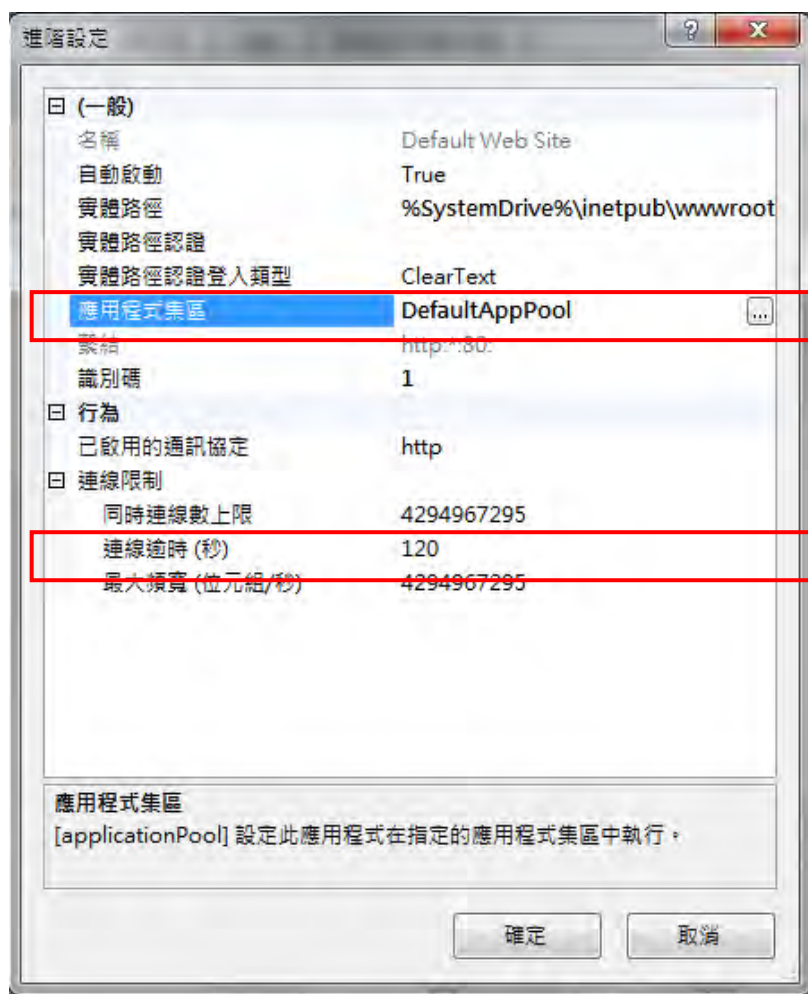 進階設定
(一般)
名稱 Default Web Site
自動啟動 True
實體路徑 %SystemDrive%\inetpub\wwwroot
實體路徑認證
實體路徑認證登入類型 ClearText
應用程式集區 DefaultAppPool ...
繫結 http:*:80:
識別碼 1
行為
已啟用的通訊協定 http
連線限制
同時連線數上限 4294967295
連線逾時 (秒) 120
最大頻寬 (位元組/秒) 4294967295
應用程式集區
[applicationPool] 設定此應用程式在指定的應用程式集區中執行。
確定 取消